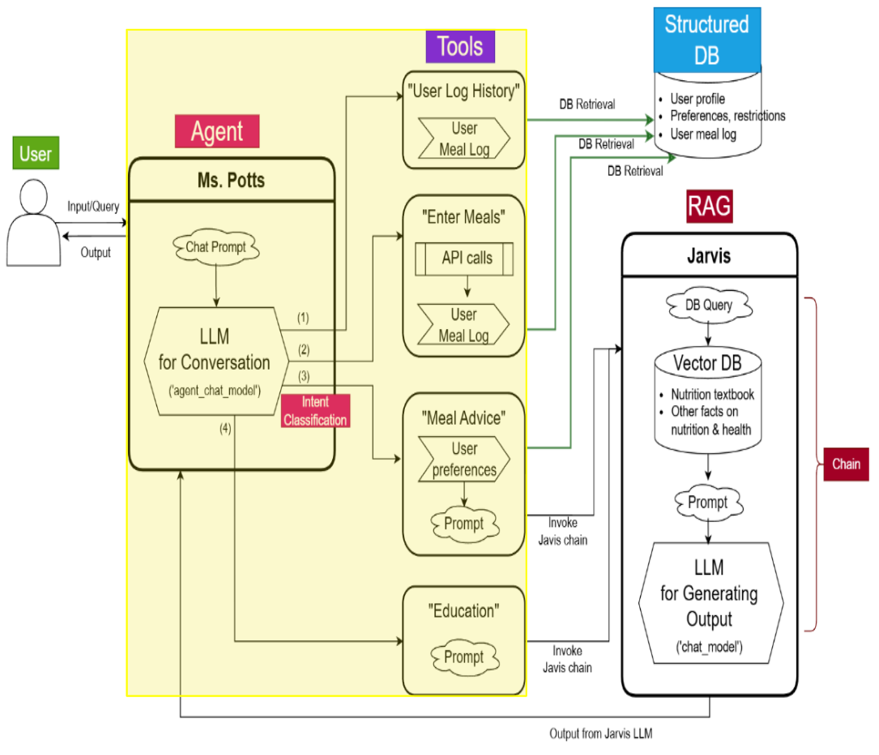 Tools
Structured
DB
• User profile
• Preferences, restrictions
• User meal log
"User Log History"
User
Meal Log
DB Retrieval
DB Retrieval
DB Retrieval
Agent
User
Ms. Potts
Input/Query
Output
Chat Prompt
LLM
for Conversation
('agent_chat_model')
(1)
(2)
(3)
(4)
Intent
Classification
"Enter Meals"
API calls
User
Meal Log
"Meal Advice"
User
preferences
Prompt
Invoke
Javis chain
"Education"
Prompt
Invoke
Javis chain
RAG
Jarvis
DB Query
Vector DB
• Nutrition textbook
• Other facts on
nutrition & health
Prompt
LLM
for Generating
Output
('chat_model')
Chain
Output from Jarvis LLM